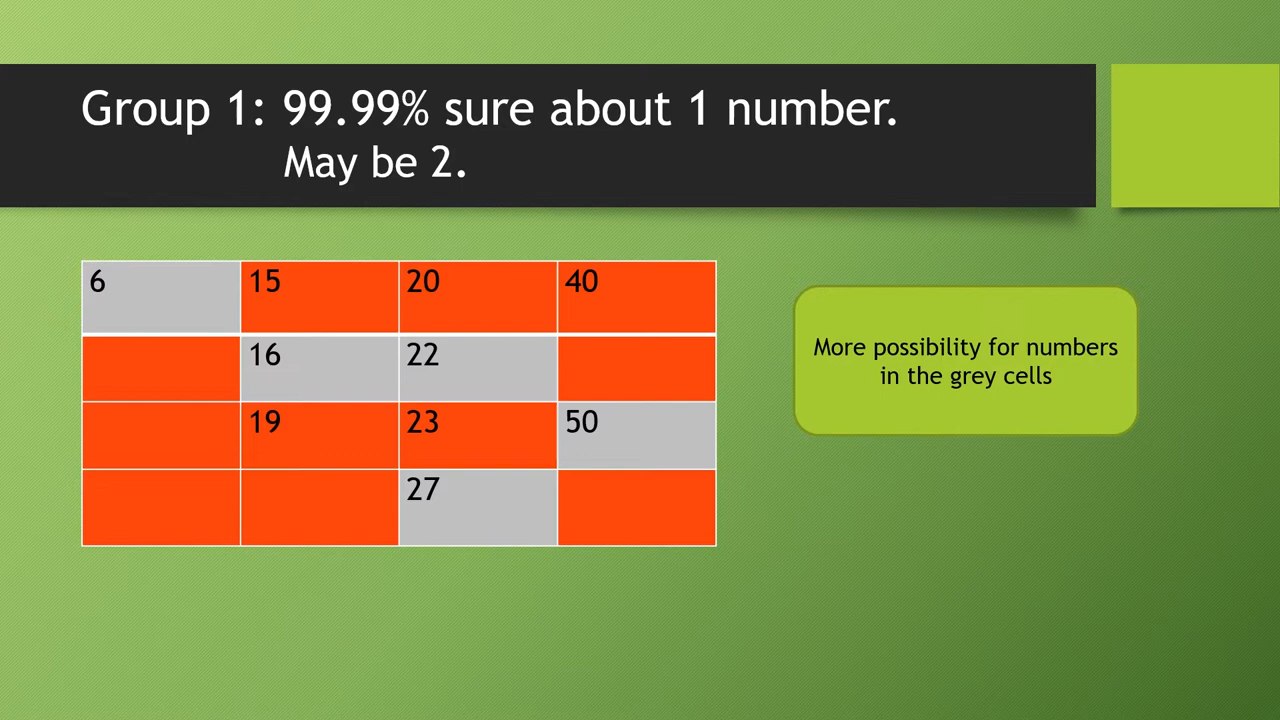 Group 1: 99.99% sure about 1 number.
May be 2.
6 15 20 40
16 22
19 23 50
27
More possibility for numbers
in the grey cells